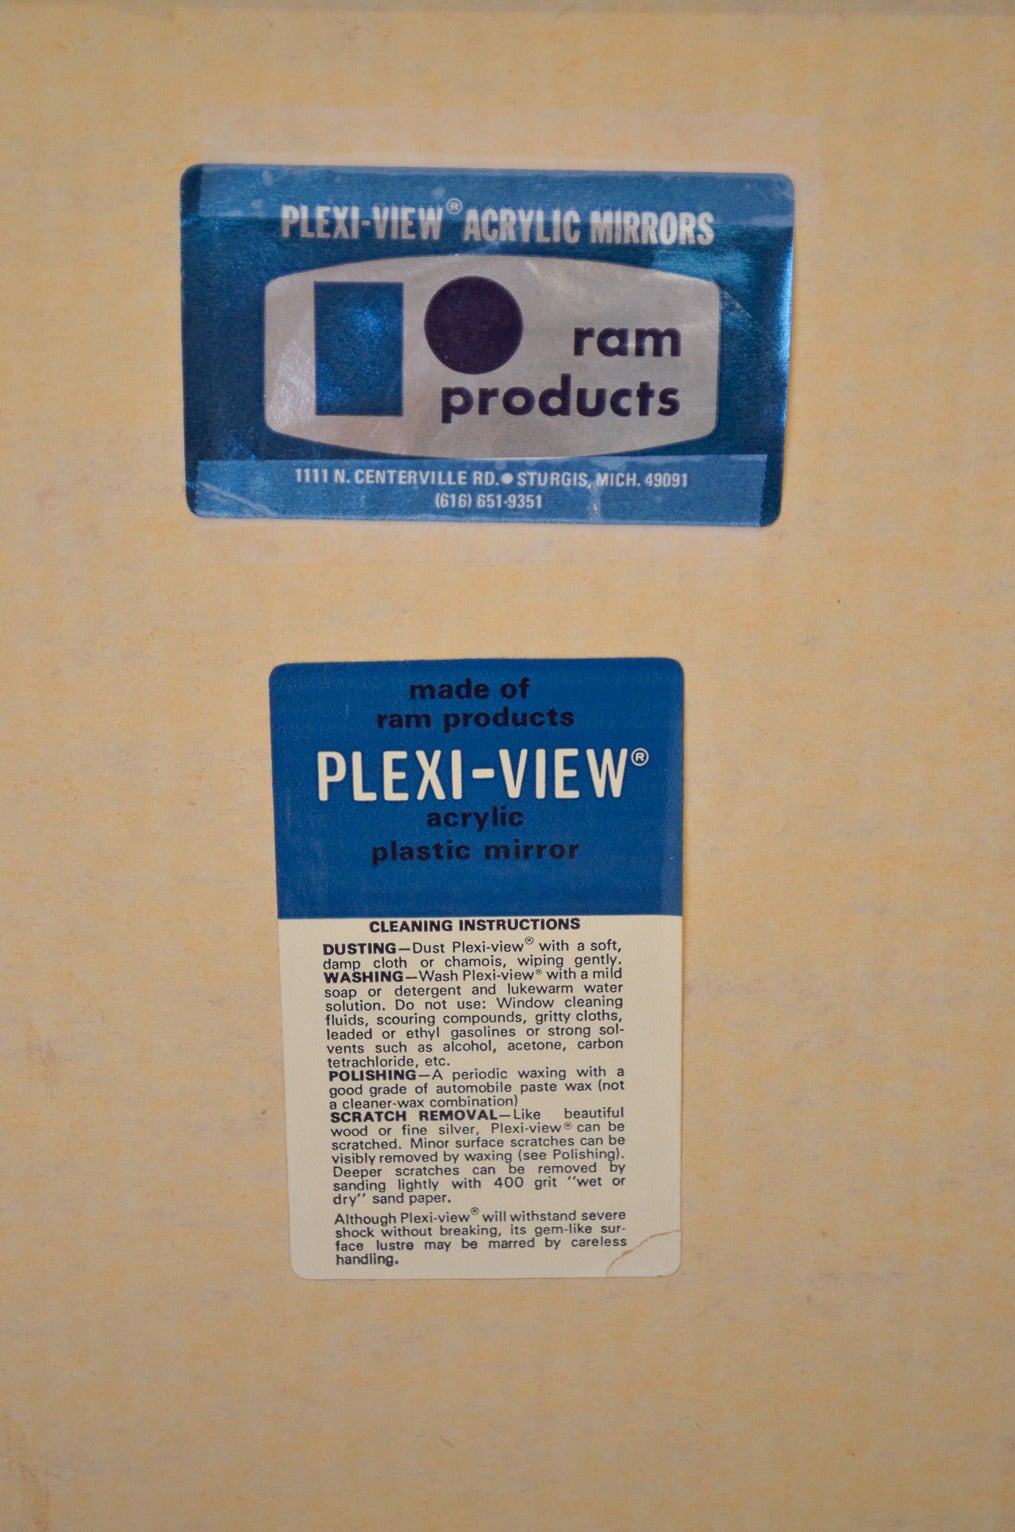 PLEXI-VIEW® ACRYLIC MIRRORS
ram
products
1111 N. CENTERVILLE RD.●STURGIS, MICH. 49091
(616) 651-9351
made of
ram products
PLEXI-VIEW®
acrylic
plastic mirror
CLEANING INSTRUCTIONS
DUSTING—Dust Plexi-view® with a soft,
damp cloth or chamois, wiping gently.
WASHING—Wash Plexi-view® with a mild
soap or detergent and lukewarm water
solution. Do not use: Window cleaning
fluids, scouring compounds, gritty cloths,
leaded or ethyl gasolines or strong sol-
vents such as alcohol, acetone, carbon
tetrachloride, etc.
POLISHING—A periodic waxing with a
good grade of automobile paste wax (not
a cleaner-wax combination)
SCRATCH REMOVAL—Like beautiful
wood or fine silver, Plexi-view® can be
scratched. Minor surface scratches can be
visibly removed by waxing (see Polishing).
Deeper scratches can be removed by
sanding lightly with 400 grit "wet or
dry" sand paper.
Although Plexi-view® will withstand severe
shock without breaking, its gem-like sur-
face lustre may be marred by careless
handling.